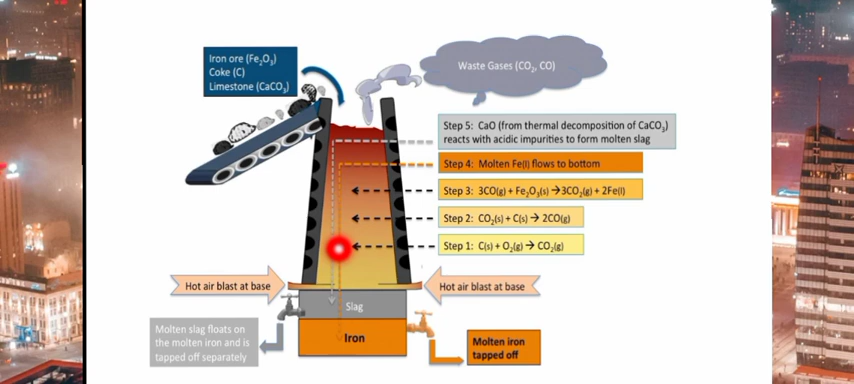 Iron ore (Fe₂O₃)
Coke (C)
Limestone (CaCO₃)
Waste Gases (CO₂, CO)
Step 5: CaO (from thermal decomposition of CaCO₃)
reacts with acidic impurities to form molten slag
Step 4: Molten Fe(l) flows to bottom
Step 3: 3CO(g) + Fe₂O₃(s) → 3CO₂(g) + 2Fe(l)
Step 2: CO₂(s) + C(s) → 2CO(g)
Step 1: C(s) + O₂(g) → CO₂(g)
Hot air blast at base
Hot air blast at base
Slag
Iron
Molten slag floats on
the molten iron and is
tapped off separately
Molten iron
tapped off